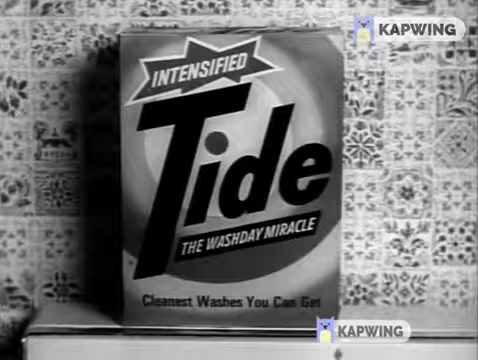 KAPWING
INTENSIFIED
Tide
THE WASHDAY MIRACLE
Cleanest Washes You Can Get
KAPWING